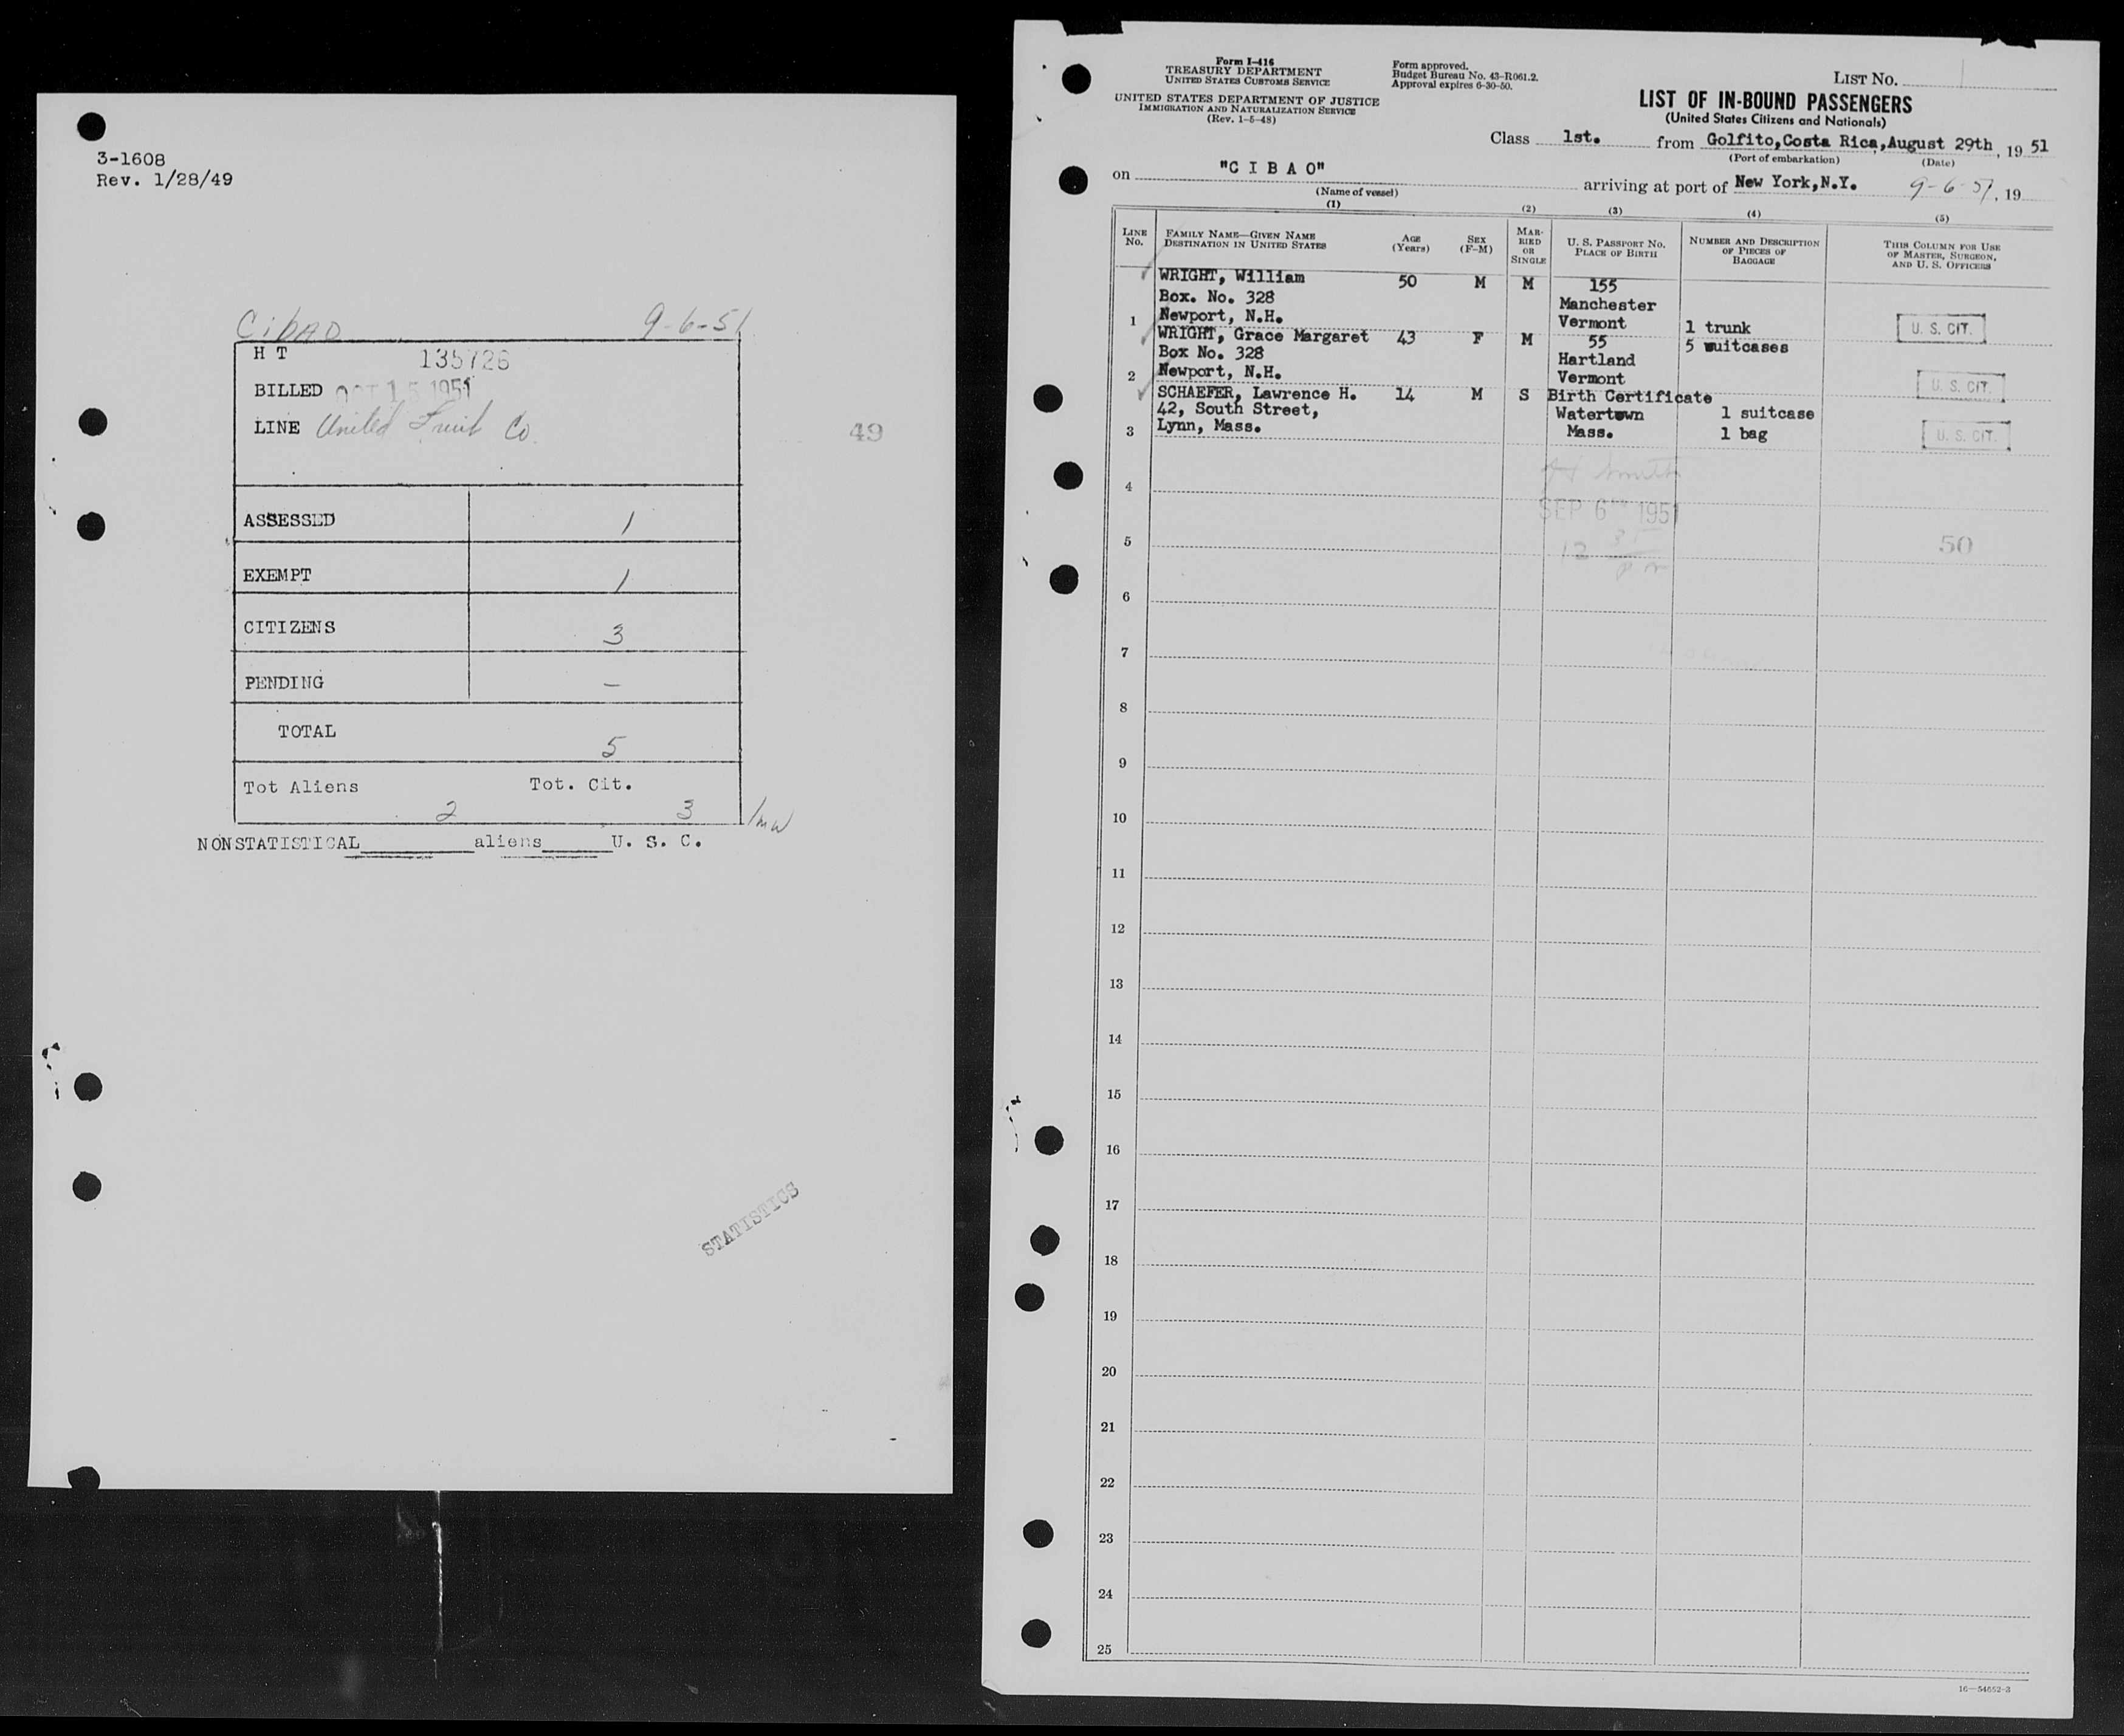 3-1608
Rev. 1/28/49
Cibao 9-6-51
H T 135726
BILLED OCT 15 1951
LINE United Fruit Co.
49
ASSESSED 1
EXEMPT 1
CITIZENS 3
PENDING —
TOTAL 5
Tot Aliens 2 Tot. Cit. 3
NONSTATISTICAL aliens U. S. C.
STATISTICS
Form I-416
TREASURY DEPARTMENT
UNITED STATES CUSTOMS SERVICE
UNITED STATES DEPARTMENT OF JUSTICE
IMMIGRATION AND NATURALIZATION SERVICE
(Rev. 1-5-48)
Form approved.
Budget Bureau No. 43-R061.2.
Approval expires 6-30-50.
LIST NO. 1
LIST OF IN-BOUND PASSENGERS
(United States Citizens and Nationals)
Class 1st. from Golfito,Costa Rica,August 29th, 19 51
(Port of embarkation) (Date)
on "C I B A O" arriving at port of New York,N.Y. 9-6-51, 19
(Name of vessel)
(1) (2) (3) (4) (5)
LINE No.
FAMILY NAME—GIVEN NAME
DESTINATION IN UNITED STATES
AGE (Years)
SEX (F-M)
MARRIED OR SINGLE
U. S. PASSPORT NO.
PLACE OF BIRTH
NUMBER AND DESCRIPTION OF PIECES OF BAGGAGE
THIS COLUMN FOR USE OF MASTER, SURGEON, AND U. S. OFFICERS
WRIGHT, William 50 M M 155
Box. No. 328 Manchester
1 Newport, N.H. Vermont 1 trunk U. S. CIT.
WRIGHT, Grace Margaret 43 F M 55 5 suitcases
Box No. 328 Hartland
2 Newport, N.H. Vermont U. S. CIT.
SCHAEFER, Lawrence H. 14 M S Birth Certificate
42, South Street, Watertown 1 suitcase
3 Lynn, Mass. Mass. 1 bag U. S. CIT.
Smith
4
SEP 6 1951
5 50
12 35 pm
6
7
8
9
10
11
12
13
14
15
16
17
18
19
20
21
22
23
24
25
16—54652-3